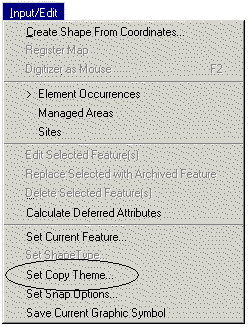 Input/Edit
Create Shape From Coordinates...
Register Map
Digitizer as Mouse F2
> Element Occurrences
Managed Areas
Sites
Edit Selected Feature(s)
Replace Selected with Archived Feature
Delete Selected Feature(s)
Calculate Deferred Attributes
Set Current Feature...
Set ShapeType...
Set Copy Theme...
Set Snap Options...
Save Current Graphic Symbol